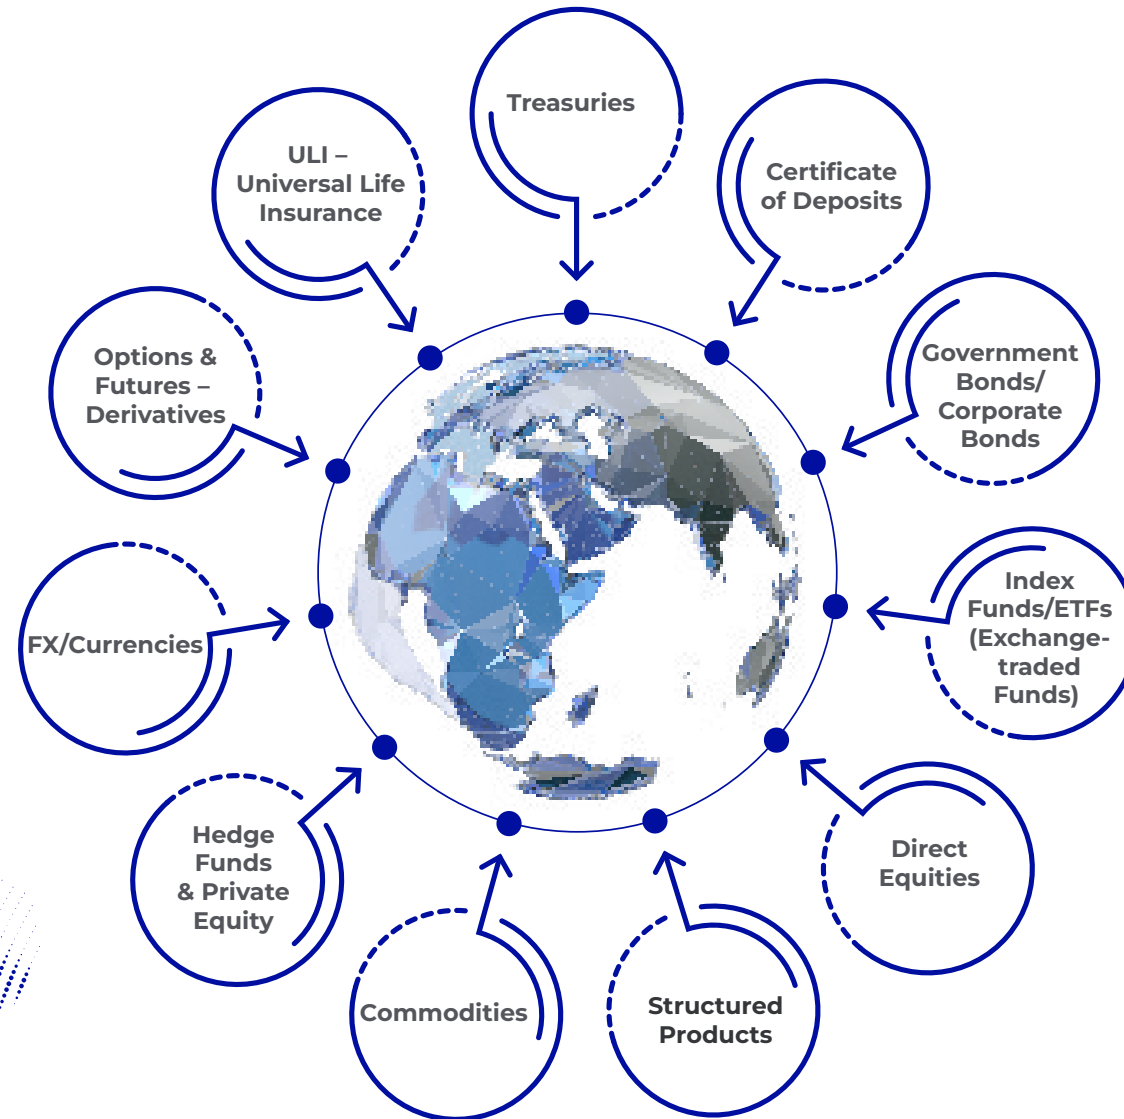 Treasuries
Certificate
of Deposits
Government
Bonds/
Corporate
Bonds
Index
Funds/ETFs
(Exchange-
traded
Funds)
Direct
Equities
Structured
Products
Commodities
Hedge
Funds
& Private
Equity
FX/Currencies
Options &
Futures –
Derivatives
ULI –
Universal Life
Insurance